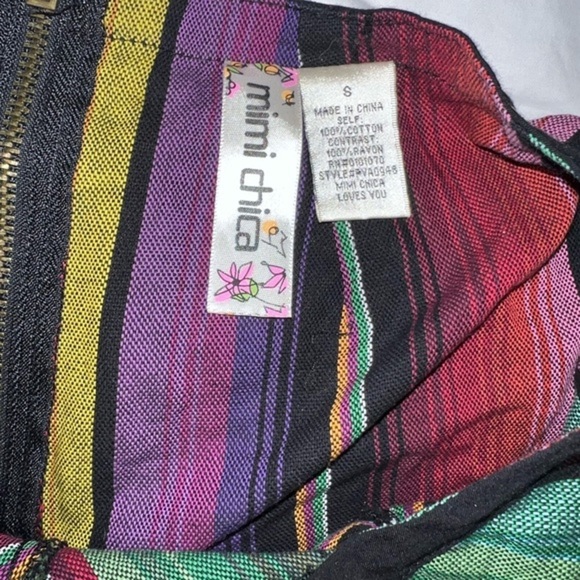 mimi chica
S
MADE IN CHINA
SELF:
100%COTTON
CONTRAST:
100%RAYON
RN#0101070
STYLE#PVA0948
MIMI CHICA
LOVES YOU